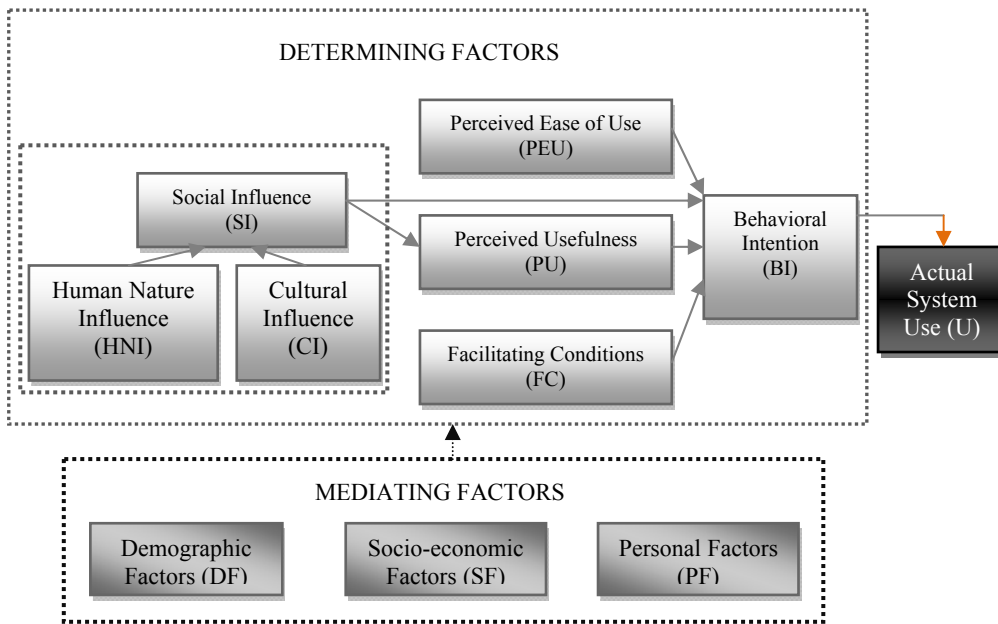 DETERMINING FACTORS
Perceived Ease of Use
(PEU)
Social Influence
(SI)
Perceived Usefulness
(PU)
Behavioral
Intention
(BI)
Human Nature
Influence
(HNI)
Cultural
Influence
(CI)
Actual
System
Use (U)
Facilitating Conditions
(FC)
MEDIATING FACTORS
Demographic
Factors (DF)
Socio-economic
Factors (SF)
Personal Factors
(PF)